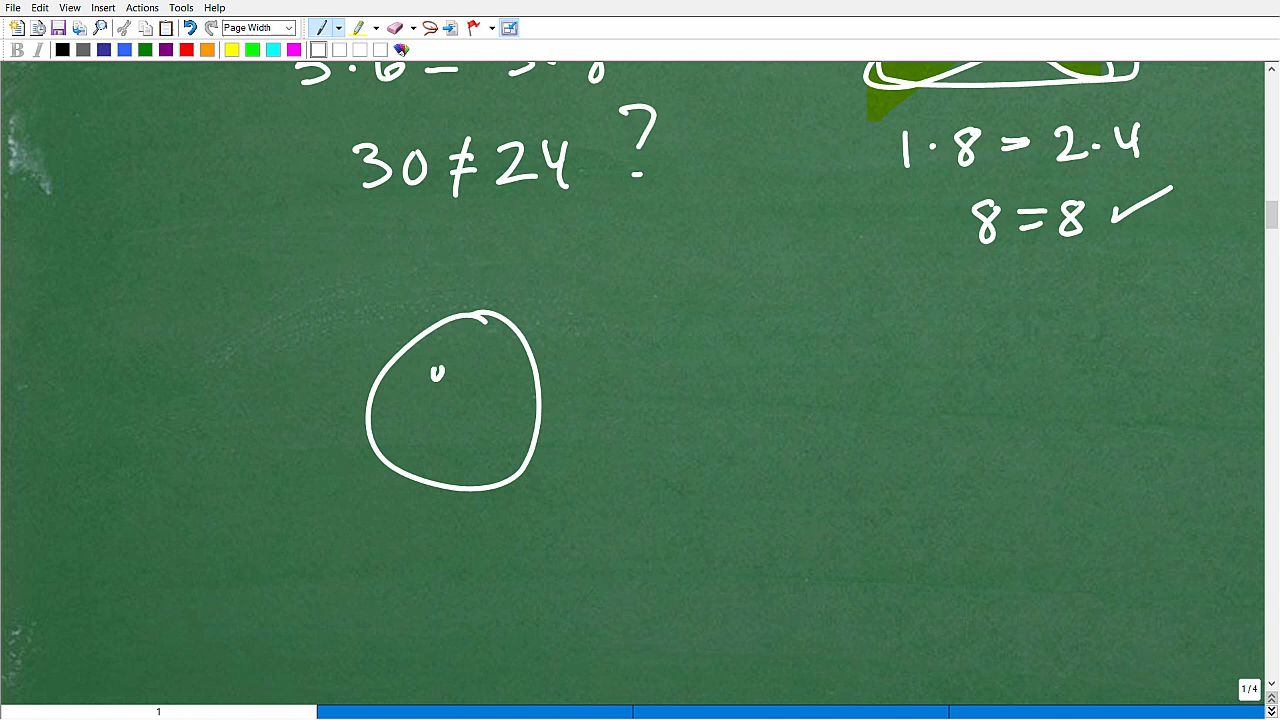 File Edit View Insert Actions Tools Help
Page Width
B I
30 ≠ 24 ?
1 · 8 = 2 · 4
8 = 8 ✓
1 / 4
1